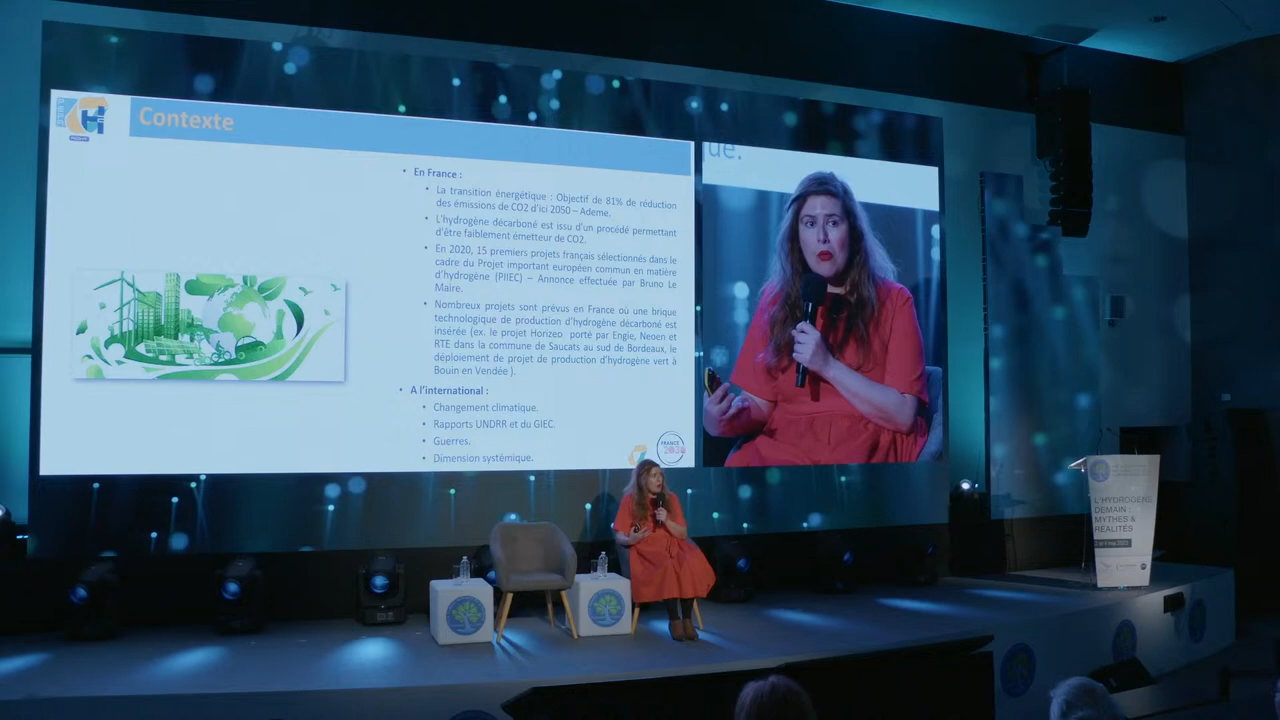 Contexte
• En France :
• La transition énergétique : Objectif de 81% de réduction
des émissions de CO2 d'ici 2050 – Ademe.
• L'hydrogène décarboné est issu d'un procédé permettant
d'être faiblement émetteur de CO2.
• En 2020, 15 premiers projets français sélectionnés dans le
cadre du Projet important européen commun en matière
d'hydrogène (PIIEC) – Annonce effectuée par Bruno Le
Maire.
• Nombreux projets sont prévus en France où une brique
technologique de production d'hydrogène décarboné est
insérée (ex. le projet Horizeo porté par Engie, Neoen et
RTE dans la commune de Saucats au sud de Bordeaux, le
déploiement de projet de production d'hydrogène vert à
Bouin en Vendée ).
• A l'international :
• Changement climatique.
• Rapports UNDRR et du GIEC.
• Guerres.
• Dimension systémique.
FRANCE
2030
que.
L'HYDROGÈNE
DEMAIN :
MYTHES &
RÉALITÉS